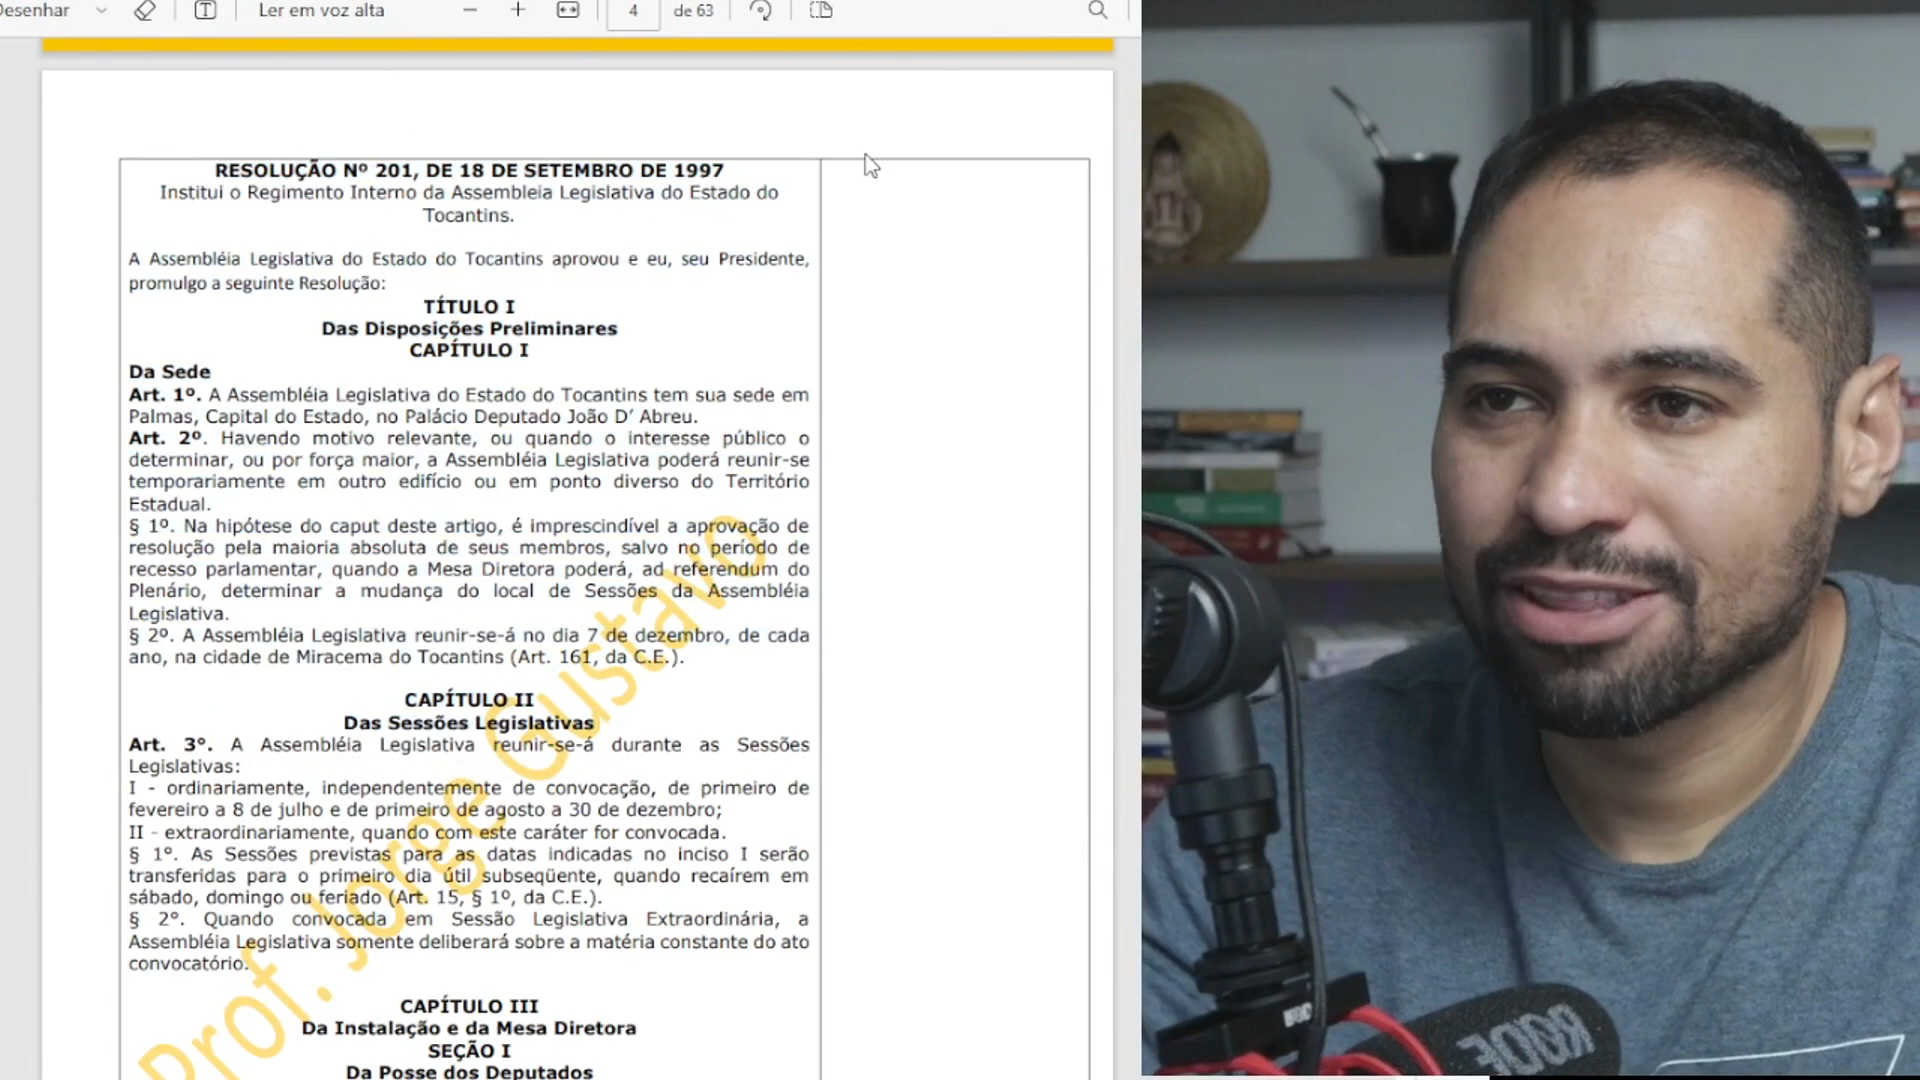 Desenhar
Ler em voz alta
4
de 63
RESOLUÇÃO Nº 201, DE 18 DE SETEMBRO DE 1997
Institui o Regimento Interno da Assembleia Legislativa do Estado do
Tocantins.
A Assembléia Legislativa do Estado do Tocantins aprovou e eu, seu Presidente,
promulgo a seguinte Resolução:
TÍTULO I
Das Disposições Preliminares
CAPÍTULO I
Da Sede
Art. 1º. A Assembléia Legislativa do Estado do Tocantins tem sua sede em
Palmas, Capital do Estado, no Palácio Deputado João D’ Abreu.
Art. 2º. Havendo motivo relevante, ou quando o interesse público o
determinar, ou por força maior, a Assembléia Legislativa poderá reunir-se
temporariamente em outro edifício ou em ponto diverso do Território
Estadual.
§ 1º. Na hipótese do caput deste artigo, é imprescindível a aprovação de
resolução pela maioria absoluta de seus membros, salvo no período de
recesso parlamentar, quando a Mesa Diretora poderá, ad referendum do
Plenário, determinar a mudança do local de Sessões da Assembléia
Legislativa.
§ 2º. A Assembléia Legislativa reunir-se-á no dia 7 de dezembro, de cada
ano, na cidade de Miracema do Tocantins (Art. 161, da C.E.).
CAPÍTULO II
Das Sessões Legislativas
Art. 3°. A Assembléia Legislativa reunir-se-á durante as Sessões
Legislativas:
I - ordinariamente, independentemente de convocação, de primeiro de
fevereiro a 8 de julho e de primeiro de agosto a 30 de dezembro;
II - extraordinariamente, quando com este caráter for convocada.
§ 1°. As Sessões previstas para as datas indicadas no inciso I serão
transferidas para o primeiro dia útil subseqüente, quando recaírem em
sábado, domingo ou feriado (Art. 15, § 1º, da C.E.).
§ 2°. Quando convocada em Sessão Legislativa Extraordinária, a
Assembléia Legislativa somente deliberará sobre a matéria constante do ato
convocatório.
CAPÍTULO III
Da Instalação e da Mesa Diretora
SEÇÃO I
Da Posse dos Deputados
Prof. Jorge Gustavo
RODE